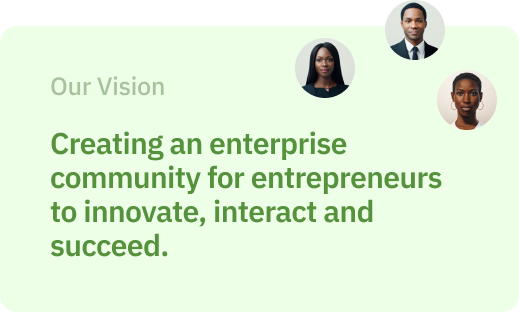 Our Vision
Creating an enterprise
community for entrepreneurs
to innovate, interact and
succeed.